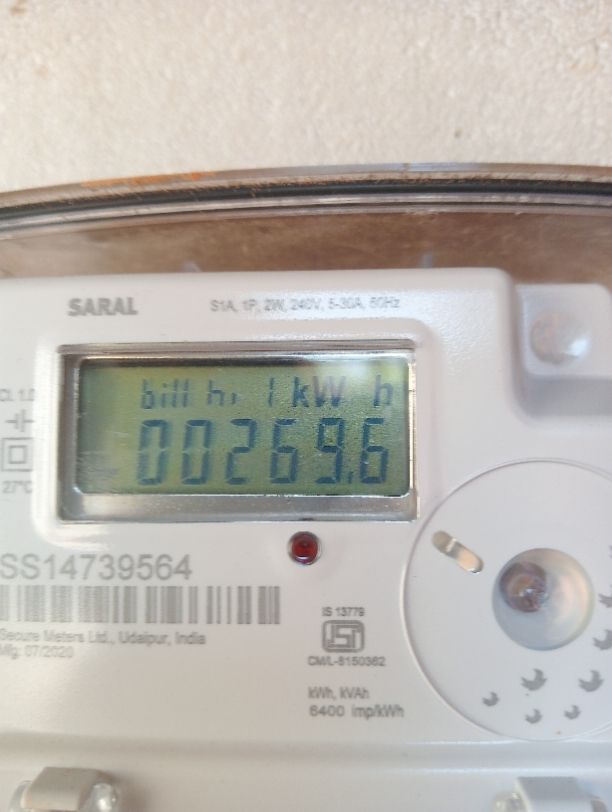 SARAL
S1A, 1P, 2W, 240V, 5-30A, 50Hz
Cl. 1.0
bill hi 1 kW h
00269.6
27°C
SS14739564
Secure Meters Ltd., Udaipur, India
Mfg. 07/2020
IS 13779
ISI
CM/L-8150362
kWh, kVAh
6400 imp/kWh